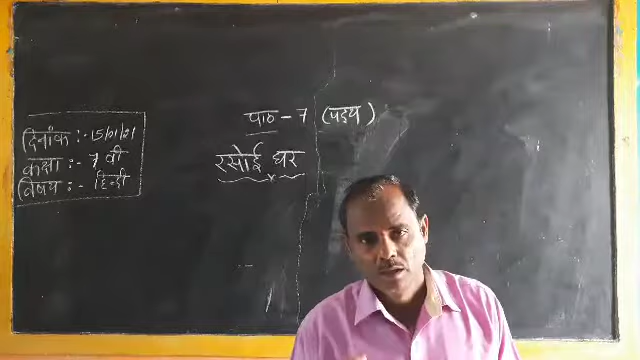 दिनांक :- 15/01/21
कक्षा :- 7 वी
विषय :- हिन्दी
पाठ - 7 (पद्य)
रसोई घर